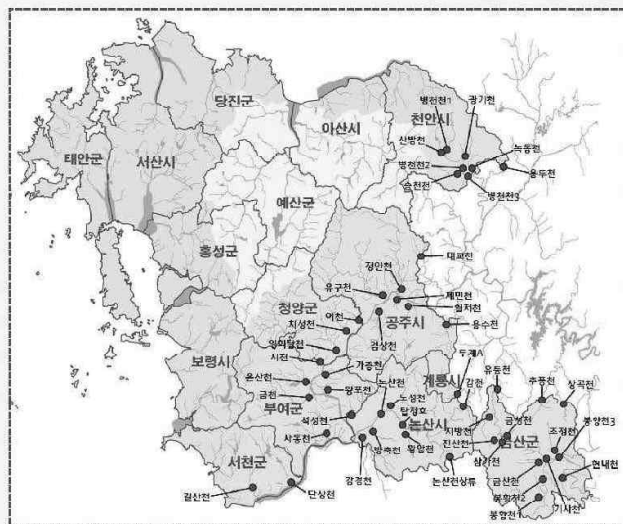 당진군
아산시
천안시
병천천1
광기천
산방천
병천천2
승천천
녹동천
용두천
병천천3
태안군
서산시
예산군
홍성군
대교천
정안천
유구천
제민천
혈저천
공주시
검상천
용수천
청양군
어천
치성천
잉화달천
시전
가증천
은산천
왕포천
금천
부여군
석성천
사동천
보령시
서천군
길산천
단상천
논산천
노성천
탑정호
논산시
방축천
왕암천
강경천
계룡시
두계A
감천
유등천
지방천
진산천
논산천상류
추풍천
상곡천
금성천
삼가천
금산군
조정천
봉양천3
금산천
현내천
봉황천2
봉황천1
기사천